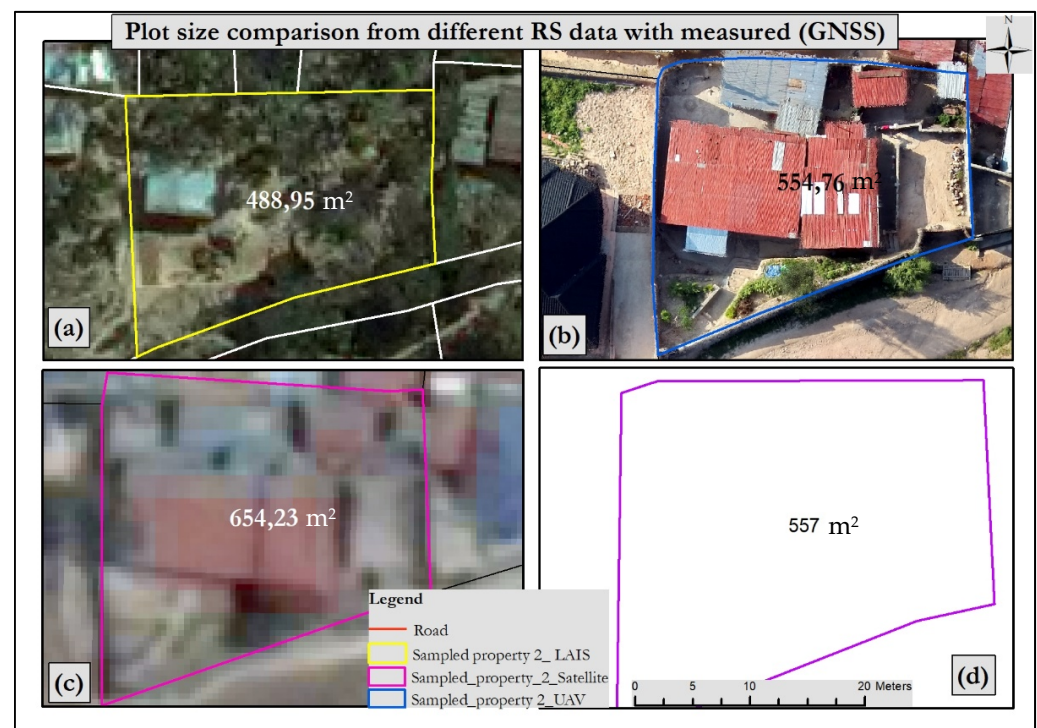 Plot size comparison from different RS data with measured (GNSS)
N
488,95 m²
(a)
554,76 m²
(b)
654,23 m²
(c)
557 m²
(d)
Legend
Road
Sampled property 2_ LAIS
Sampled_property_2_Satellite
Sampled_property 2_UAV
0 5 10 20 Meters